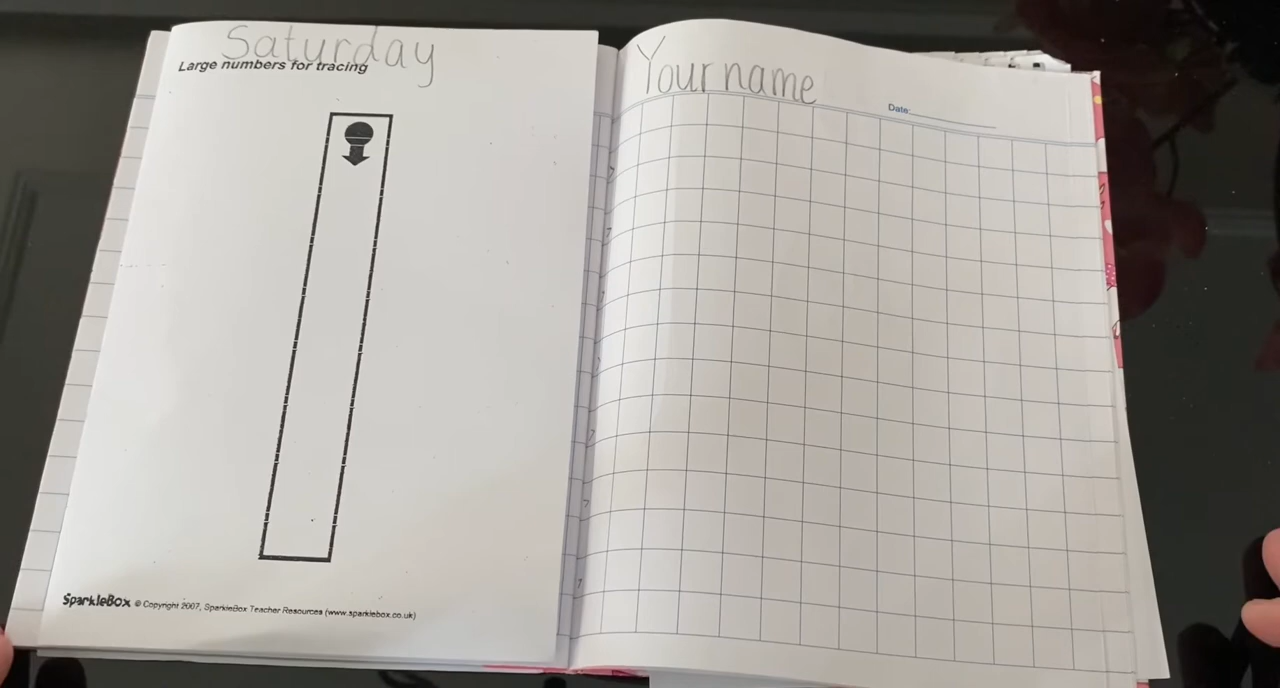 Saturday
Large numbers for tracing
SparkleBox © Copyright 2007, SparkleBox Teacher Resources (www.sparklebox.co.uk)
Your name
Date: